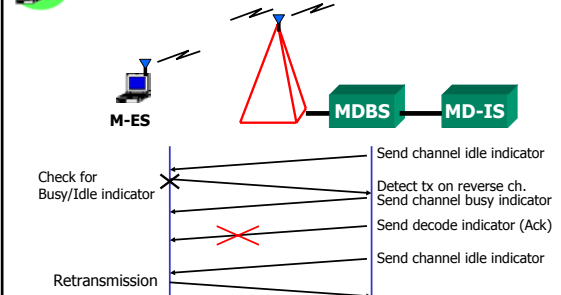 M-ES
MDBS
MD-IS
Send channel idle indicator
Check for
Busy/Idle indicator
Detect tx on reverse ch.
Send channel busy indicator
Send decode indicator (Ack)
Send channel idle indicator
Retransmission